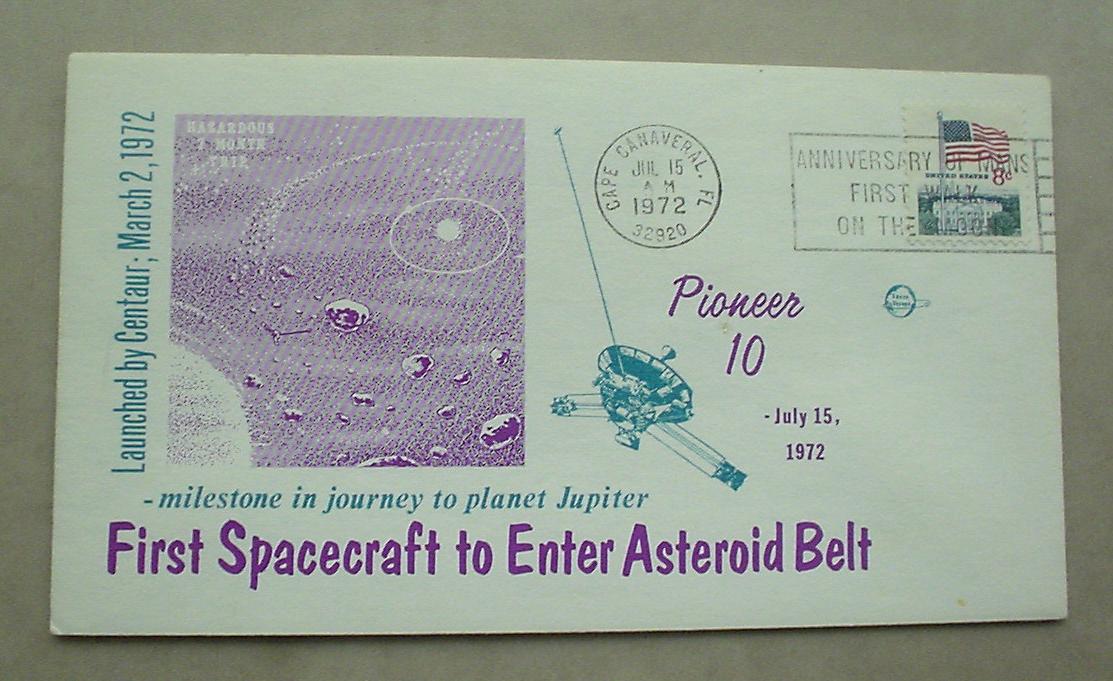 Launched by Centaur; March 2, 1972
HAZARDOUS
7 MONTH
TRIP
CAPE CANAVERAL, FL
JUL 15
A M
1972
32920
ANNIVERSARY OF MANS
FIRST WALK
ON THE MOON
UNITED STATES 8c
Pioneer
10
Space
Voyage
- July 15,
1972
- milestone in journey to planet Jupiter
First Spacecraft to Enter Asteroid Belt